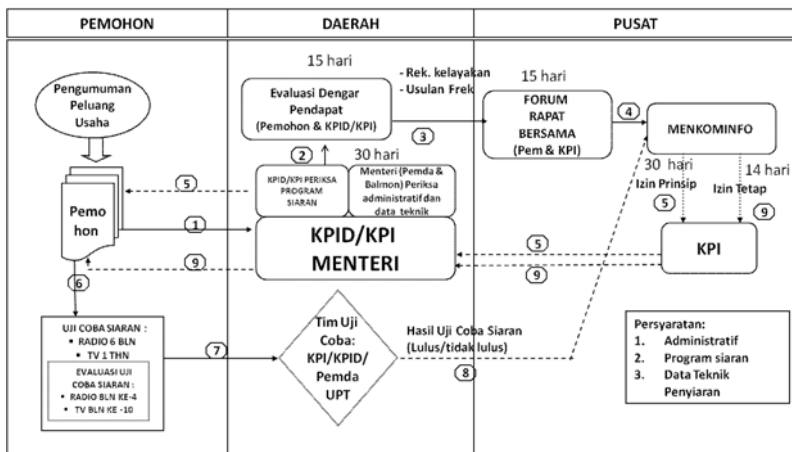 PEMOHON
DAERAH
PUSAT
Pengumuman
Peluang
Usaha
Pemo
hon
15 hari
Evaluasi Dengar
Pendapat
(Pemohon & KPID/KPI)
- Rek. kelayakan
- Usulan Frek
3
15 hari
FORUM
RAPAT
BERSAMA
(Pem & KPI)
4
MENKOMINFO
2
30 hari
KPID/KPI PERIKSA
PROGRAM
SIARAN
Menteri (Pemda &
Balmon) Periksa
administratif dan
data teknik
KPID/KPI
MENTERI
5
1
9
30 hari
Izin Prinsip
5
14 hari
Izin Tetap
9
KPI
5
9
6
UJI COBA SIARAN :
▪ RADIO 6 BLN
▪ TV 1 THN
EVALUASI UJI
COBA SIARAN :
▪ RADIO BLN KE-4
▪ TV BLN KE -10
7
Tim Uji
Coba:
KPI/KPID/
Pemda
UPT
Hasil Uji Coba Siaran
(Lulus/tidak lulus)
8
Persyaratan:
1. Administratif
2. Program siaran
3. Data Teknik
Penyiaran